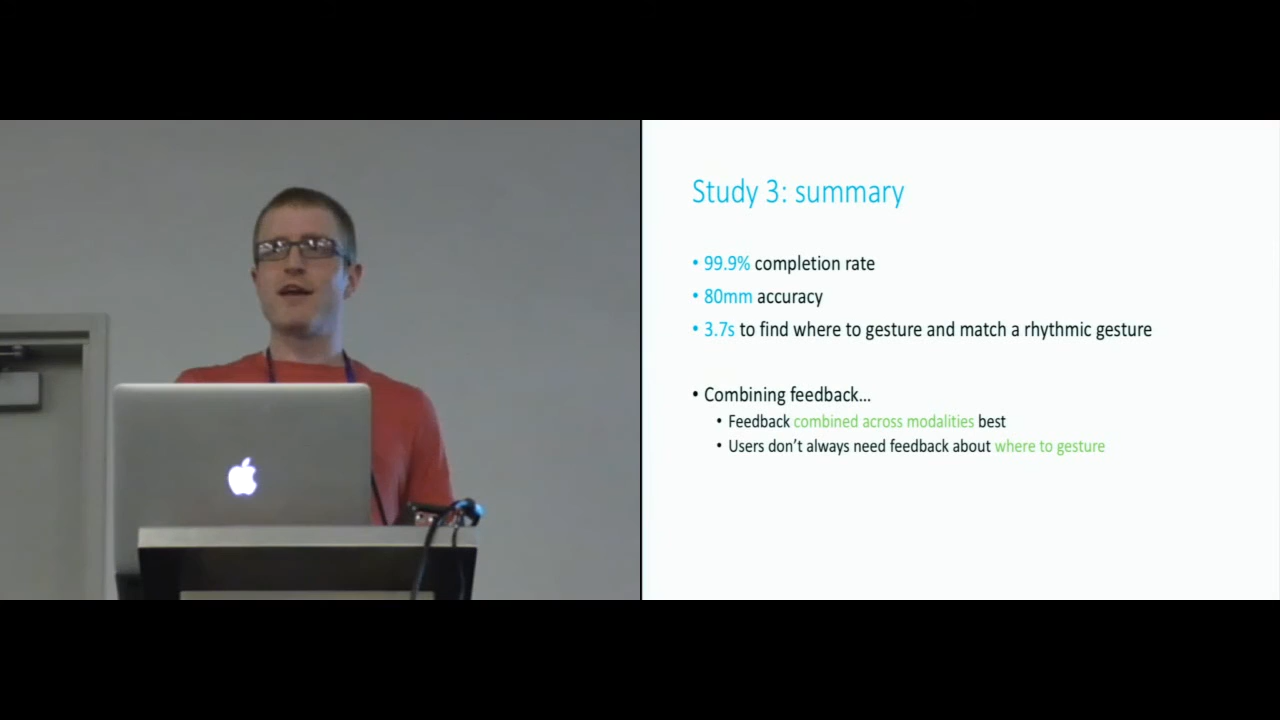 Study 3: summary
• 99.9% completion rate
• 80mm accuracy
• 3.7s to find where to gesture and match a rhythmic gesture
• Combining feedback...
• Feedback combined across modalities best
• Users don't always need feedback about where to gesture